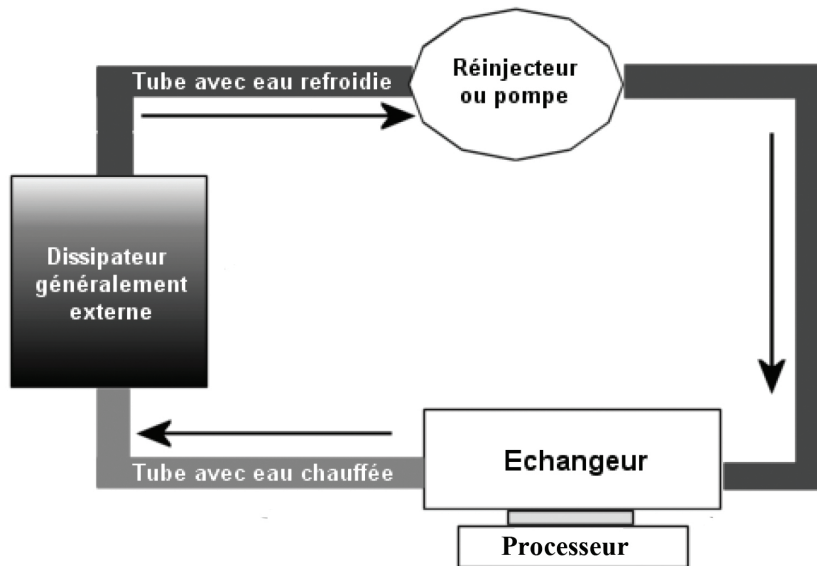 Tube avec eau refroidie
Réinjecteur
ou pompe
Dissipateur
généralement
externe
Tube avec eau chauffée
Echangeur
Processeur